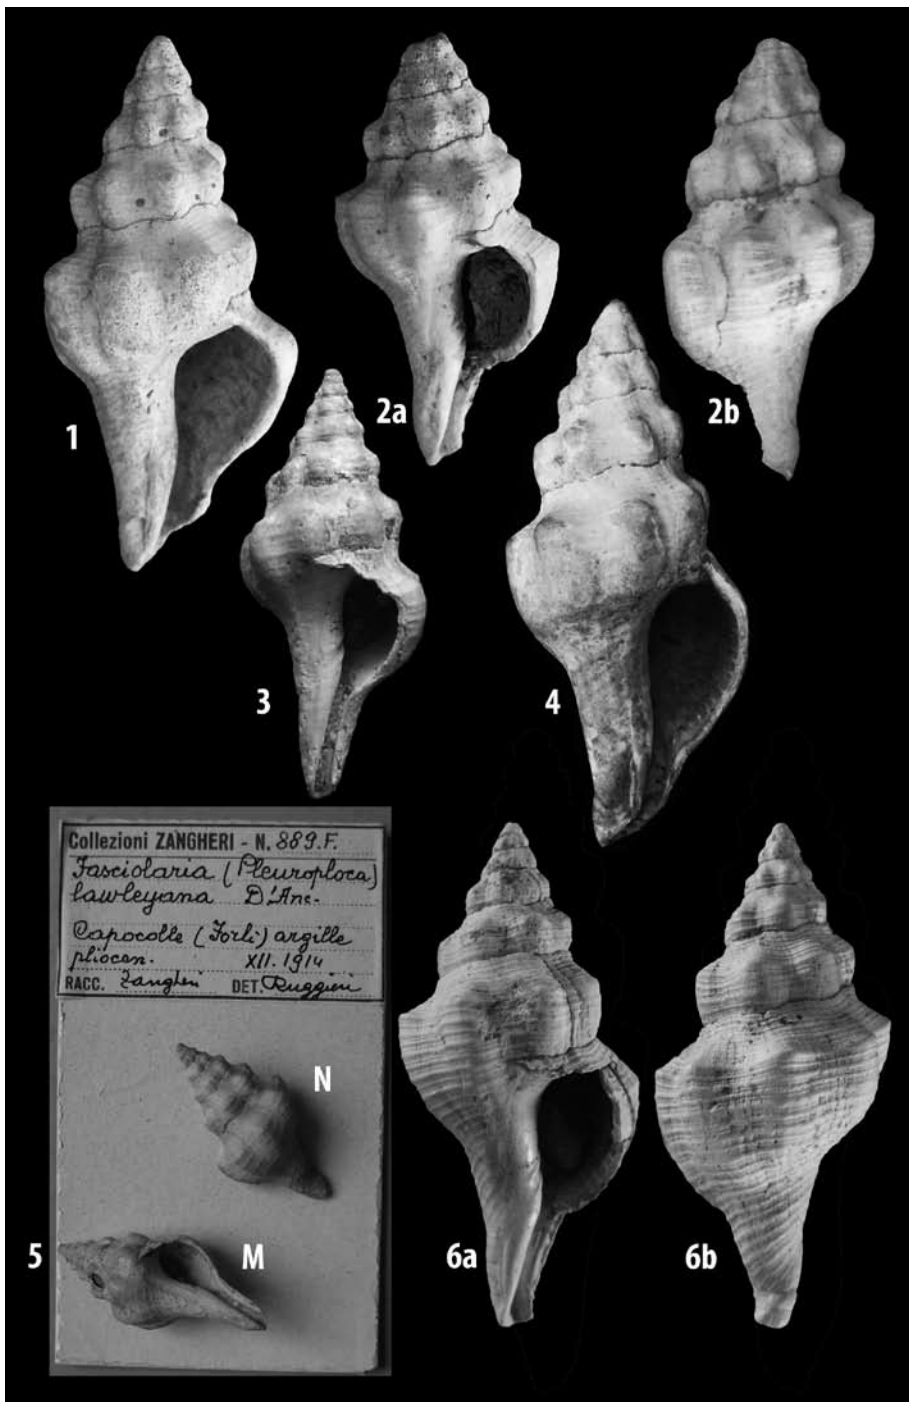 1
2a
2b
3
4
Collezioni ZANGHERI - N. 889.F.
Fasciolaria (Pleuroploca)
lawleyana D'Anc.
Capocolle (Forlì) argille
pliocen. XII. 1914
RACC. Zangheri DET. Ruggieri
N
5
M
6a
6b